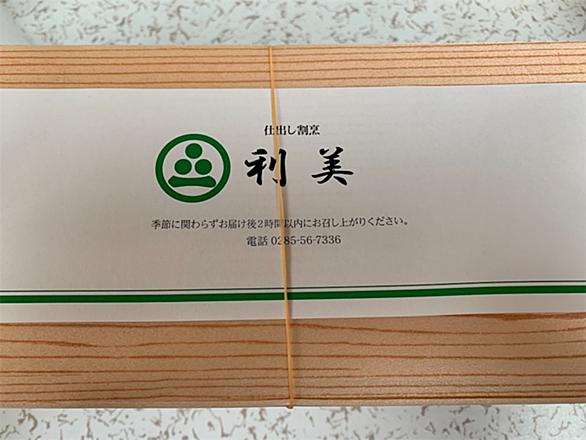 仕出し割烹
利美
季節に関わらずお届け後2時間以内にお召し上がりください。
電話 0285-56-7336